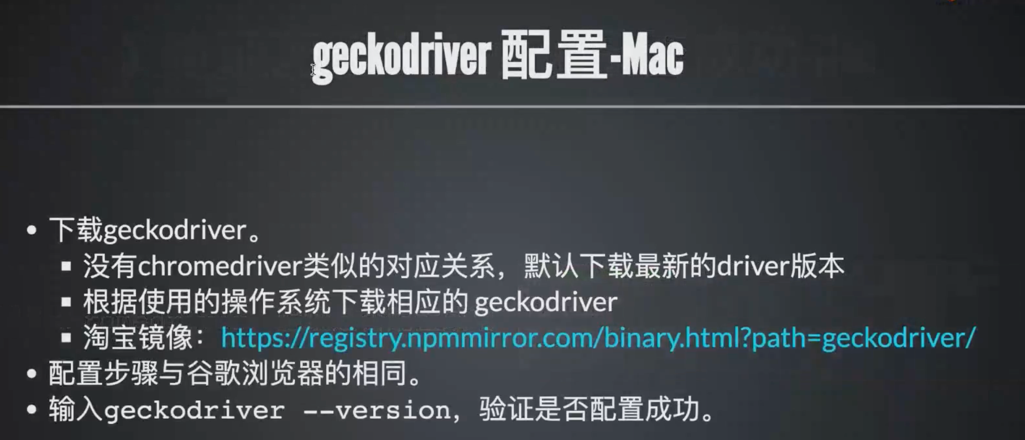 geckodriver 配置-Mac
• 下载geckodriver。
▪ 没有chromedriver类似的对应关系，默认下载最新的driver版本
▪ 根据使用的操作系统下载相应的 geckodriver
▪ 淘宝镜像：https://registry.npmmirror.com/binary.html?path=geckodriver/
• 配置步骤与谷歌浏览器的相同。
• 输入geckodriver --version，验证是否配置成功。